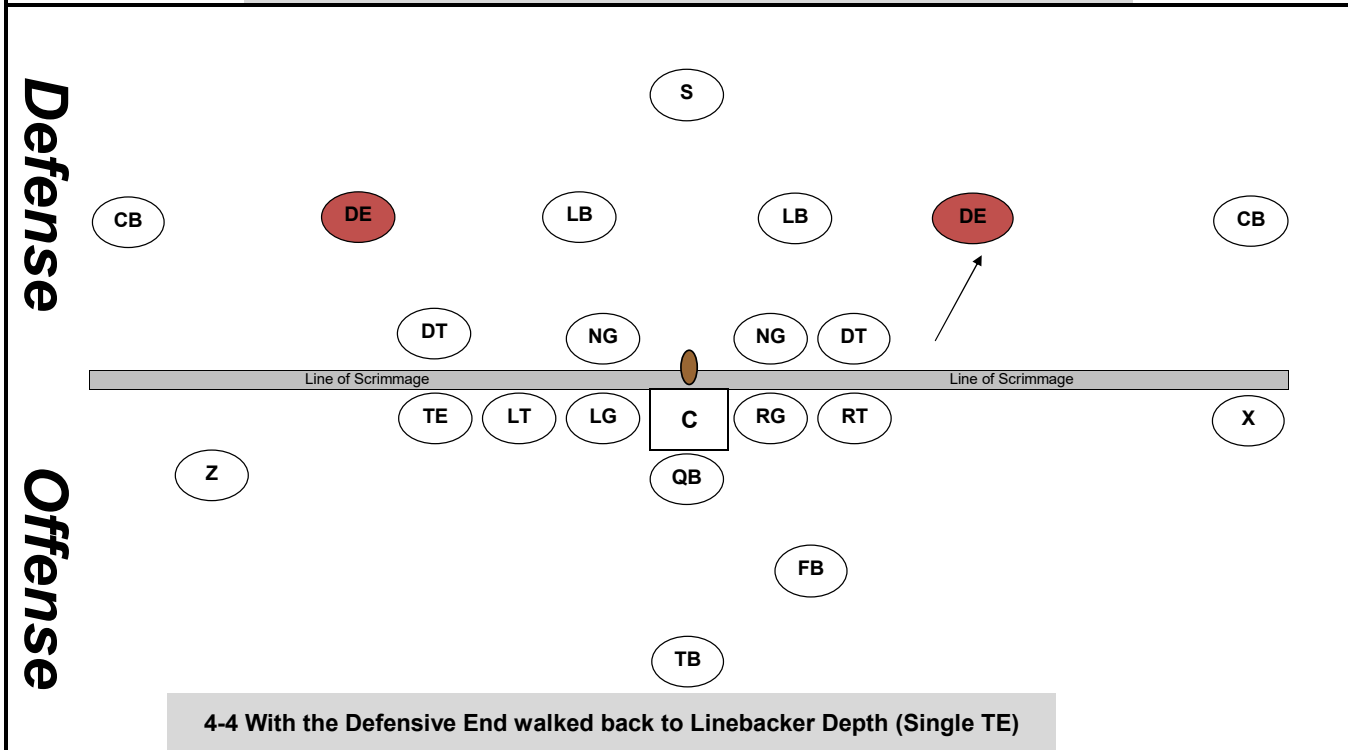 Defense
S
CB DE LB LB DE CB
DT NG NG DT
Line of Scrimmage Line of Scrimmage
TE LT LG C RG RT X
Z QB
Offense
FB
TB
4-4 With the Defensive End walked back to Linebacker Depth (Single TE)